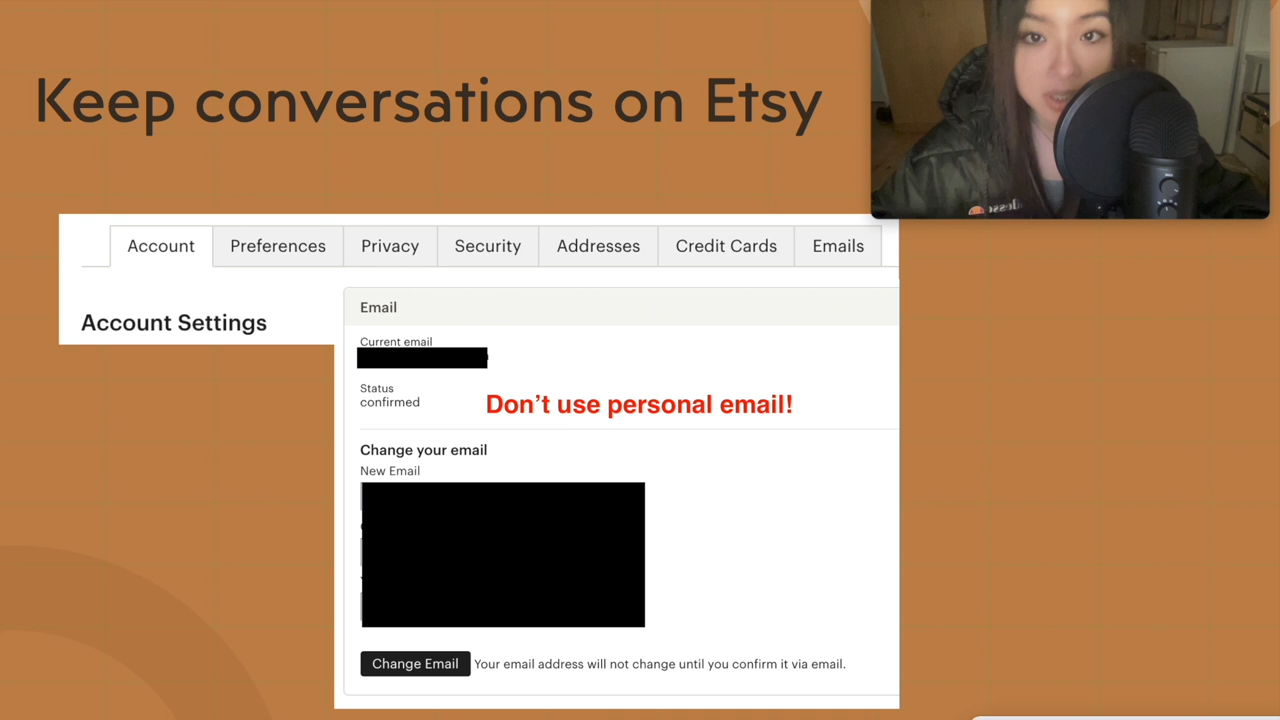 Keep conversations on Etsy
Account
Preferences
Privacy
Security
Addresses
Credit Cards
Emails
Account Settings
Email
Current email
Status
confirmed
Don't use personal email!
Change your email
New Email
Change Email
Your email address will not change until you confirm it via email.